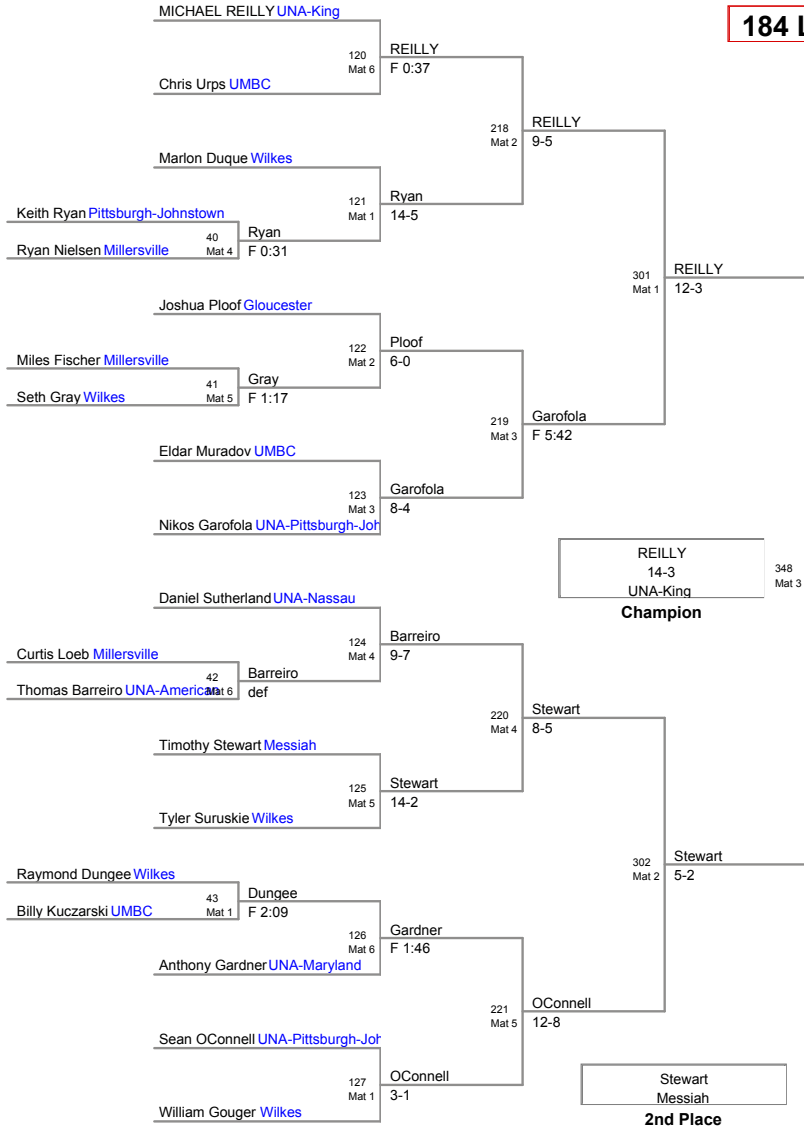 MICHAEL REILLY UNA-King
184 L
120 REILLY
Mat 6 F 0:37
Chris Urps UMBC
218 REILLY
Mat 2 9-5
Marlon Duque Wilkes
121 Ryan
Mat 1 14-5
Keith Ryan Pittsburgh-Johnstown
40 Ryan
Mat 4 F 0:31
Ryan Nielsen Millersville
301 REILLY
Mat 1 12-3
Joshua Ploof Gloucester
122 Ploof
Mat 2 6-0
Miles Fischer Millersville
41 Gray
Mat 5 F 1:17
Seth Gray Wilkes
219 Garofola
Mat 3 F 5:42
Eldar Muradov UMBC
123 Garofola
Mat 3 8-4
Nikos Garofola UNA-Pittsburgh-Joh
REILLY
14-3
UNA-King
348
Mat 3
Champion
Daniel Sutherland UNA-Nassau
124 Barreiro
Mat 4 9-7
Curtis Loeb Millersville
42 Barreiro
Mat 6 def
Thomas Barreiro UNA-American
220 Stewart
Mat 4 8-5
Timothy Stewart Messiah
125 Stewart
Mat 5 14-2
Tyler Suruskie Wilkes
302 Stewart
Mat 2 5-2
Raymond Dungee Wilkes
43 Dungee
Mat 1 F 2:09
Billy Kuczarski UMBC
126 Gardner
Mat 6 F 1:46
Anthony Gardner UNA-Maryland
221 OConnell
Mat 5 12-8
Sean OConnell UNA-Pittsburgh-Joh
127 OConnell
Mat 1 3-1
William Gouger Wilkes
Stewart
Messiah
2nd Place